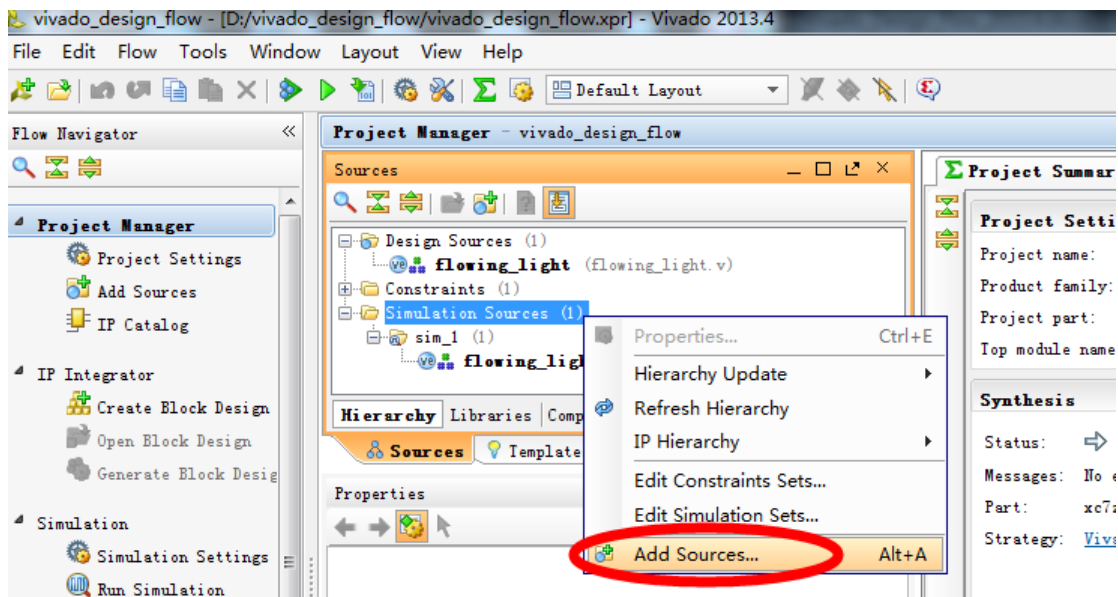 vivado_design_flow - [D:/vivado_design_flow/vivado_design_flow.xpr] - Vivado 2013.4
File Edit Flow Tools Window Layout View Help
Default Layout
Flow Navigator
Project Manager
Project Settings
Add Sources
IP Catalog
IP Integrator
Create Block Design
Open Block Design
Generate Block Desig
Simulation
Simulation Settings
Run Simulation
Project Manager - vivado_design_flow
Sources
Design Sources (1)
flowing_light (flowing_light.v)
Constraints (1)
Simulation Sources (1)
sim_1 (1)
flowing_lig
Hierarchy Libraries Comp
Sources Template
Properties
Properties... Ctrl+E
Hierarchy Update
Refresh Hierarchy
IP Hierarchy
Edit Constraints Sets...
Edit Simulation Sets...
Add Sources... Alt+A
Project Summar
Project Setti
Project name:
Product family:
Project part:
Top module name
Synthesis
Status:
Messages: No e
Part: xc7z
Strategy: Viva